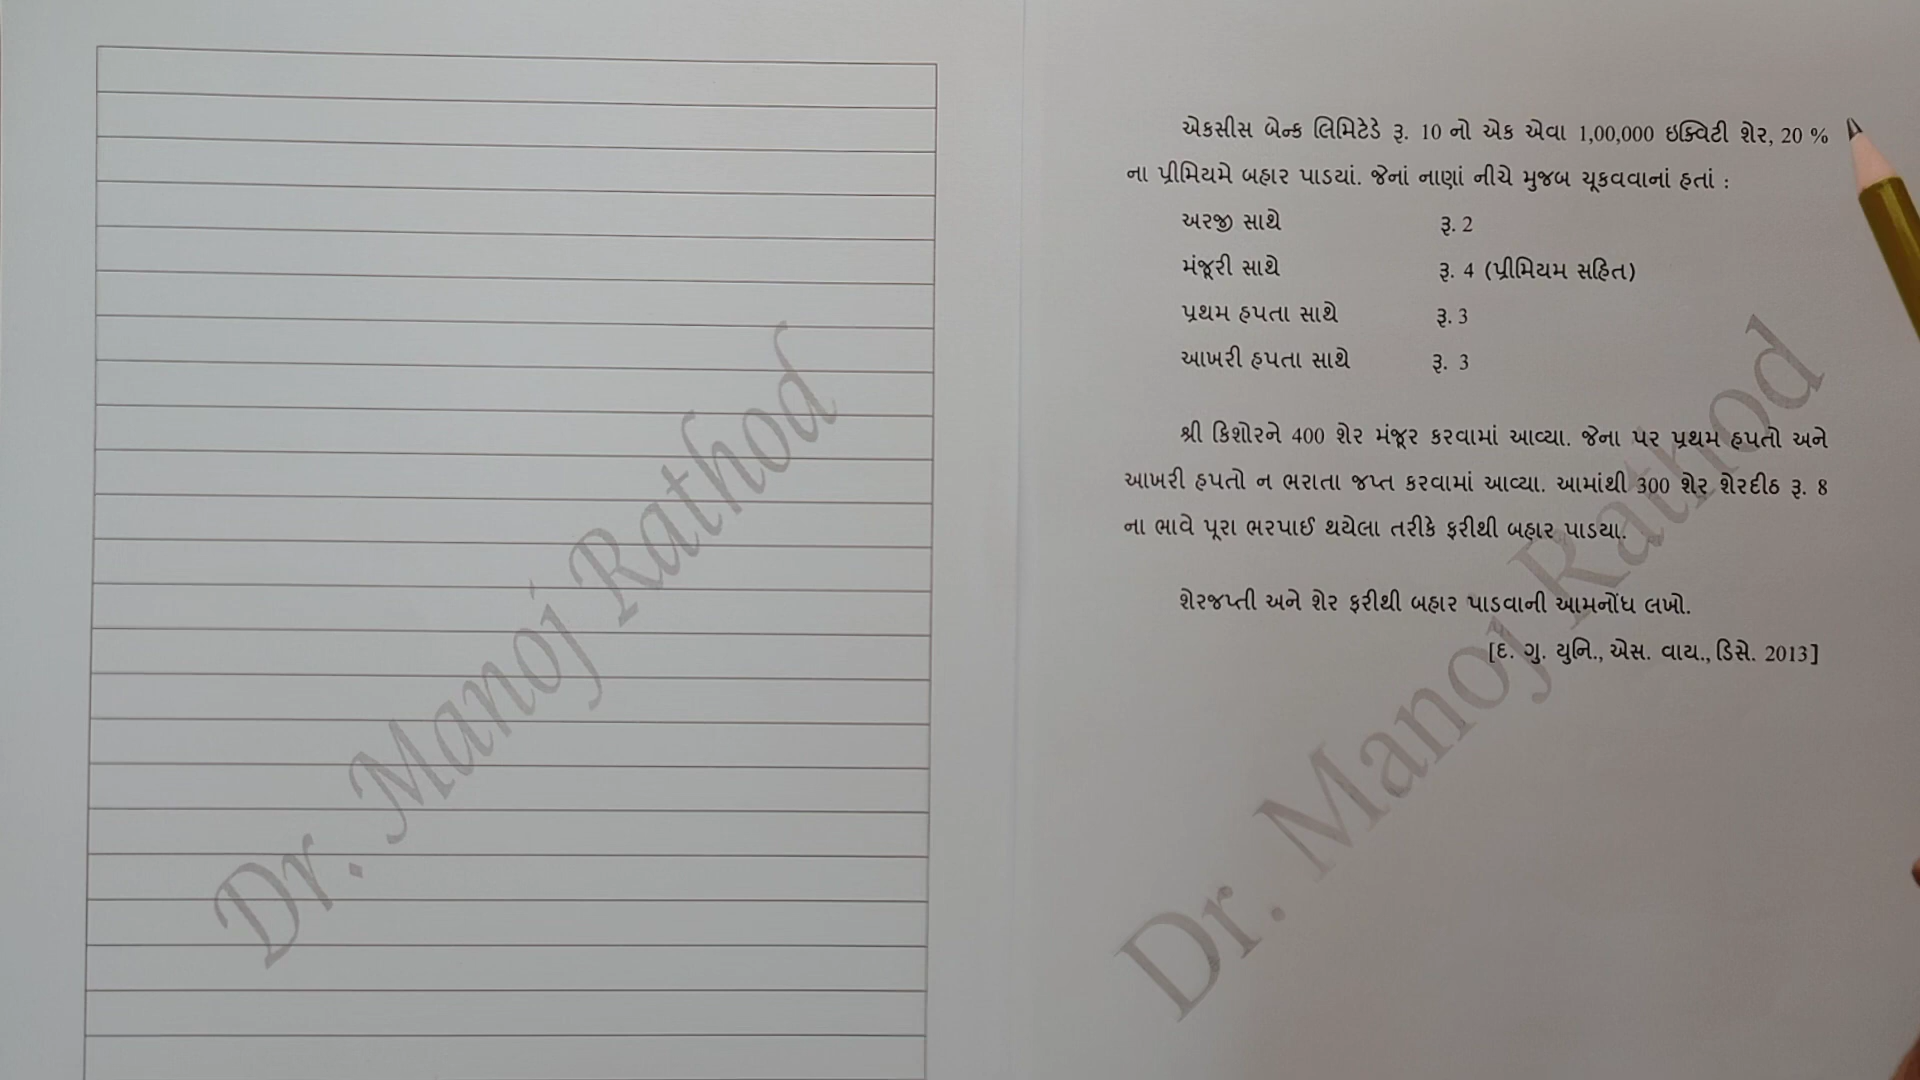 એકસીસ બેન્ક લિમિટેડે રૂ. 10 નો એક એવા 1,00,000 ઇક્વિટી શેર, 20 %
ના પ્રીમિયમે બહાર પાડયાં. જેનાં નાણાં નીચે મુજબ ચૂકવવાનાં હતાં :
અરજી સાથે રૂ. 2
મંજૂરી સાથે રૂ. 4 (પ્રીમિયમ સહિત)
પ્રથમ હપતા સાથે રૂ. 3
આખરી હપતા સાથે રૂ. 3
શ્રી કિશોરને 400 શેર મંજૂર કરવામાં આવ્યા. જેના પર પ્રથમ હપતો અને
આખરી હપતો ન ભરાતા જપ્ત કરવામાં આવ્યા. આમાંથી 300 શેર શેરદીઠ રૂ. 8
ના ભાવે પૂરા ભરપાઈ થયેલા તરીકે ફરીથી બહાર પાડયા.
શેરજપ્તી અને શેર ફરીથી બહાર પાડવાની આમનોંધ લખો.
[દ. ગુ. યુનિ., એસ. વાય., ડિસે. 2013]
Dr. Manoj Rathod
Dr. Manoj Rathod